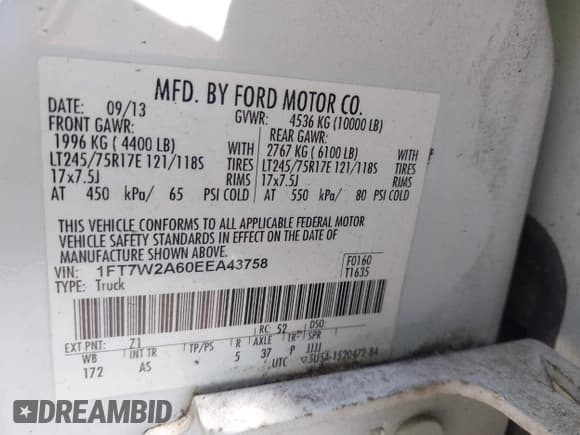 MFD. BY FORD MOTOR CO.
DATE: 09/13 GVWR: 4536 KG (10000 LB)
FRONT GAWR: REAR GAWR:
1996 KG ( 4400 LB) WITH 2767 KG ( 6100 LB) WITH
LT245/75R17E 121/118S TIRES LT245/75R17E 121/118S TIRES
17x7.5J RIMS 17x7.5J RIMS
AT 450 kPa/ 65 PSI COLD AT 550 kPa/ 80 PSI COLD
THIS VEHICLE CONFORMS TO ALL APPLICABLE FEDERAL MOTOR
VEHICLE SAFETY STANDARDS IN EFFECT ON THE DATE OF
MANUFACTURE SHOWN ABOVE.
VIN: 1FT7W2A60EEA43758 F0160
TYPE: Truck T1635
EXT PNT: Z1 RC: 52 DSO:
WB INT TR TP/PS R AXLE TR SPR
172 AS 5 37 P JJJJ
UTC
DREAMBID